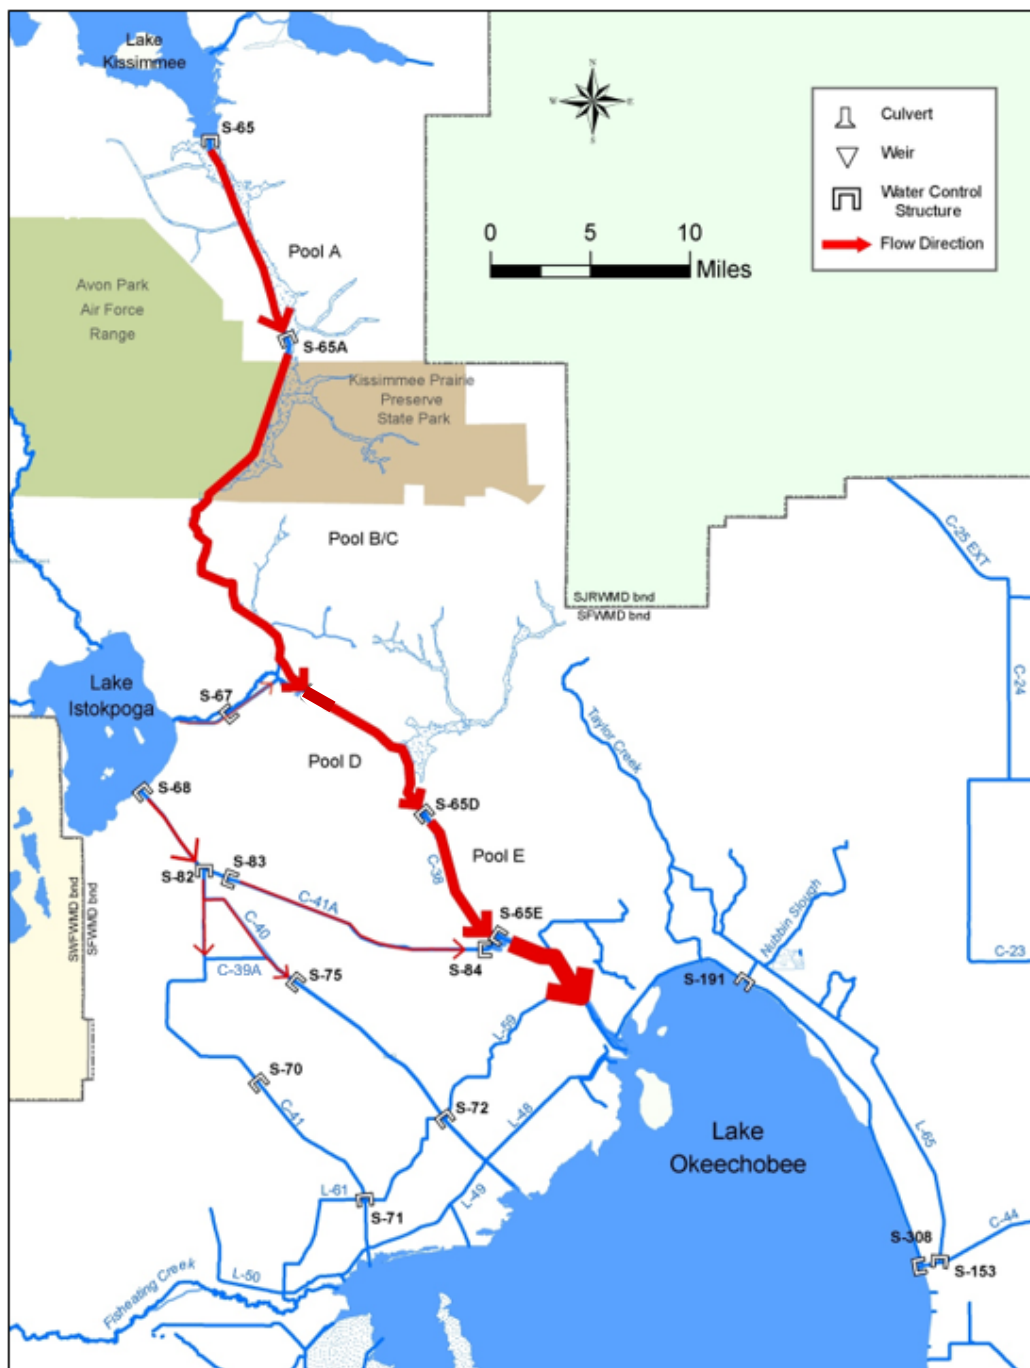 Lake
Kissimmee
S-65
N
W
E
S
Culvert
Weir
Water Control
Structure
Flow Direction
0
5
10
Miles
Pool A
Avon Park
Air Force
Range
S-65A
Kissimmee Prairie
Preserve
State Park
Pool B/C
C-25 EXT
SJRWMD bnd
SFWMD bnd
C-24
Lake
Istokpoga
S-67
Taylor Creek
Pool D
S-68
S-65D
Pool E
C-38
S-83
S-82
C-41A
SWFWMD bnd
SFWMD bnd
C-40
C-39A
S-65E
S-84
Nubbin Slough
C-23
S-75
S-191
L-59
S-70
C-41
S-72
L-48
Lake
Okeechobee
L-65
L-61
L-49
S-71
C-44
S-308
S-153
L-50
Fisheating Creek